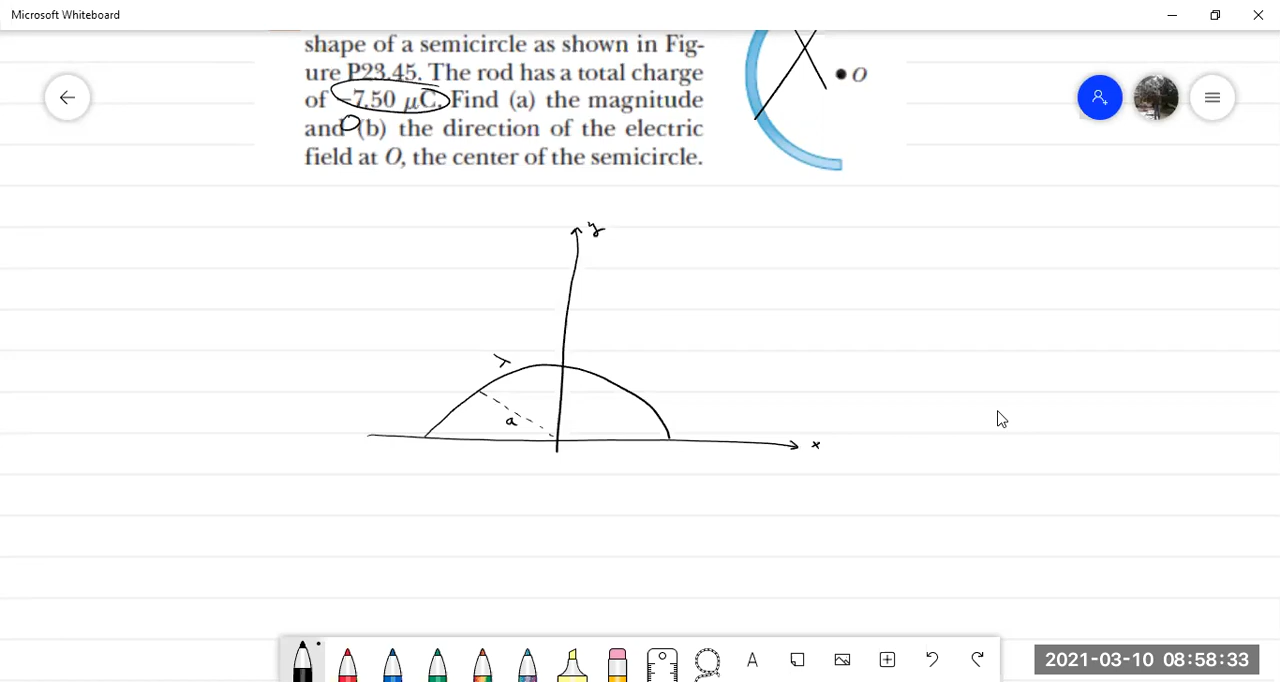 Microsoft Whiteboard
shape of a semicircle as shown in Fig-
ure P23.45. The rod has a total charge
of −7.50 μC. Find (a) the magnitude
and (b) the direction of the electric
field at O, the center of the semicircle.
O
y
λ
a
x
A
2021-03-10 08:58:33